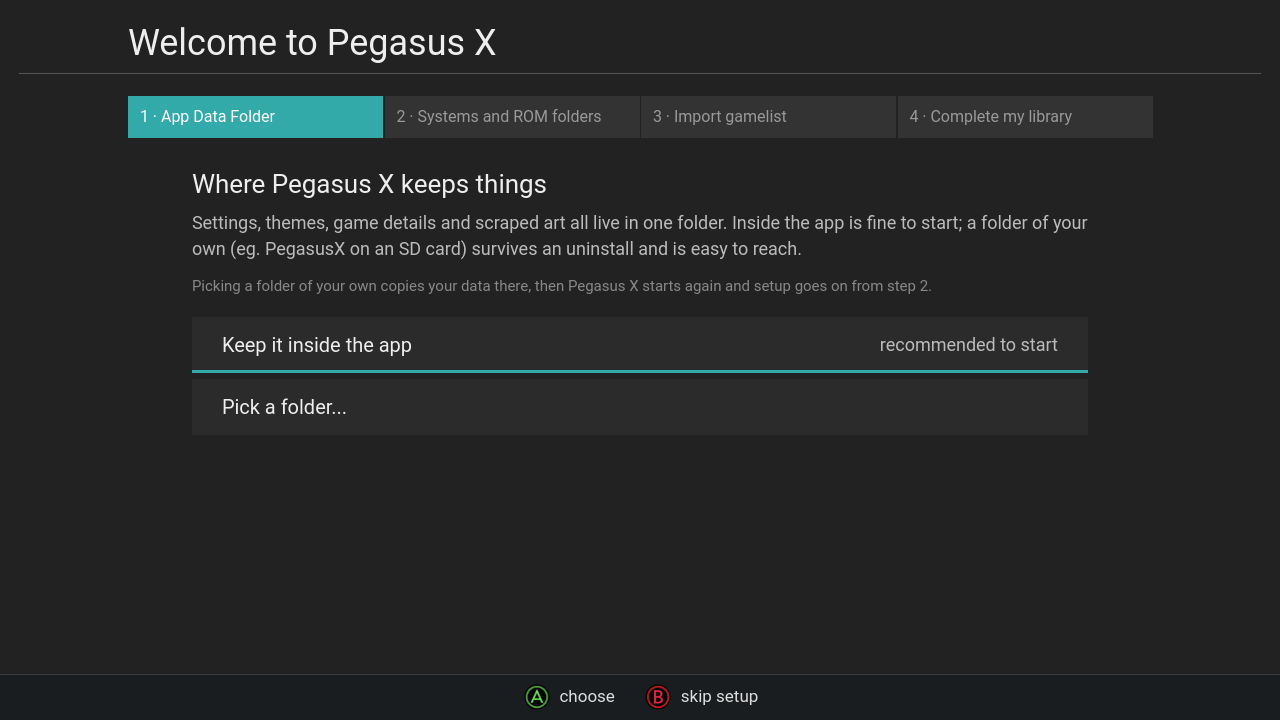 Welcome to Pegasus X
1 · App Data Folder
2 · Systems and ROM folders
3 · Import gamelist
4 · Complete my library
Where Pegasus X keeps things
Settings, themes, game details and scraped art all live in one folder. Inside the app is fine to start; a folder of your
own (eg. PegasusX on an SD card) survives an uninstall and is easy to reach.
Picking a folder of your own copies your data there, then Pegasus X starts again and setup goes on from step 2.
Keep it inside the app recommended to start
Pick a folder...
A choose B skip setup